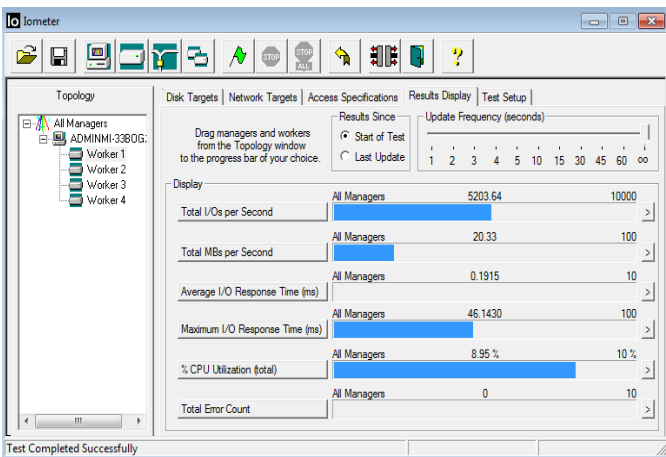 Iometer
STOP
STOP ALL
?
Topology
All Managers
ADMINMI-33BOG:
Worker 1
Worker 2
Worker 3
Worker 4
Disk Targets Network Targets Access Specifications Results Display Test Setup
Drag managers and workers
from the Topology window
to the progress bar of your choice.
Results Since
Start of Test
Last Update
Update Frequency (seconds)
1 2 3 4 5 10 15 30 45 60 ∞
Display
All Managers 5203.64 10000
Total I/Os per Second >
All Managers 20.33 100
Total MBs per Second >
All Managers 0.1915 10
Average I/O Response Time (ms) >
All Managers 46.1430 100
Maximum I/O Response Time (ms) >
All Managers 8.95 % 10 %
% CPU Utilization (total) >
All Managers 0 10
Total Error Count >
Test Completed Successfully